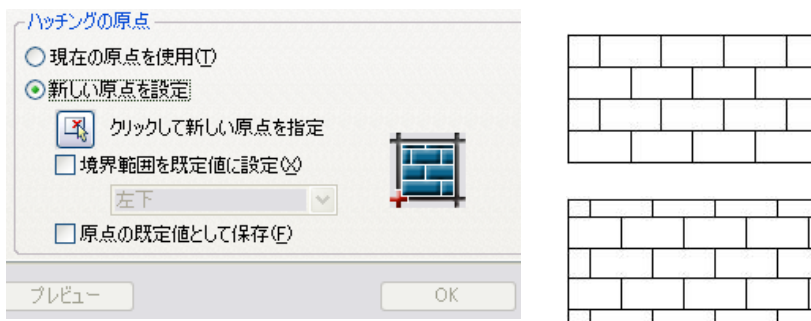 ハッチングの原点
現在の原点を使用(T)
新しい原点を設定
クリックして新しい原点を指定
境界範囲を既定値に設定(X)
左下
原点の既定値として保存(F)
プレビュー
OK